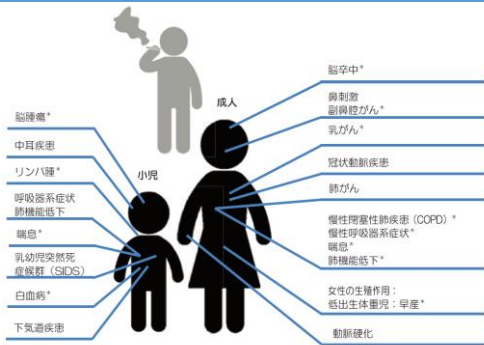 成人
脳卒中*
鼻刺激
副鼻腔がん*
乳がん*
冠状動脈疾患
肺がん
慢性閉塞性肺疾患(COPD)*
慢性呼吸器系症状*
喘息*
肺機能低下*
女性の生殖作用:
低出生体重児:早産*
動脈硬化
小児
脳腫瘍*
中耳疾患
リンパ腫*
呼吸器系症状
肺機能低下
喘息*
乳幼児突然死
症候群(SIDS)
白血病*
下気道疾患